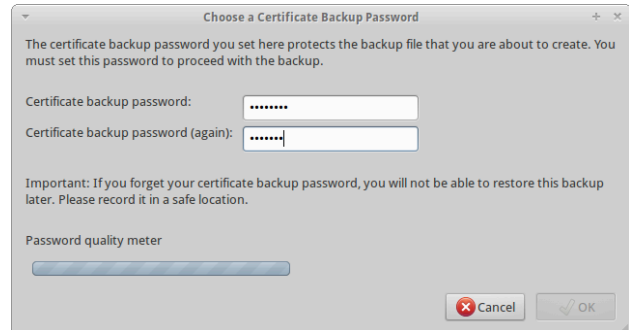 Choose a Certificate Backup Password
The certificate backup password you set here protects the backup file that you are about to create. You
must set this password to proceed with the backup.
Certificate backup password:
••••••••
Certificate backup password (again):
•••••••
Important: If you forget your certificate backup password, you will not be able to restore this backup
later. Please record it in a safe location.
Password quality meter
Cancel
OK